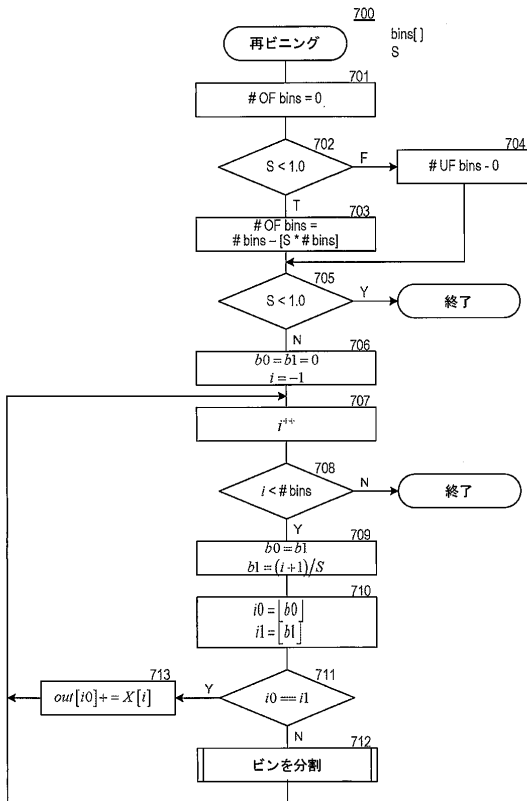 700
再ビニング
bins[ ]
S
701
# OF bins = 0
702
S < 1.0
F
704
# UF bins - 0
T
703
# OF bins =
# bins − [S * # bins]
705
S < 1.0
Y
終了
N
706
b0 = b1 = 0
i = −1
707
i++
708
i < # bins
N
終了
Y
709
b0 = b1
b1 = (i+1)/S
710
i0 = ⌊b0⌋
i1 = ⌊b1⌋
711
i0 == i1
Y
713
out[i0]+ = X[i]
N
712
ビンを分割